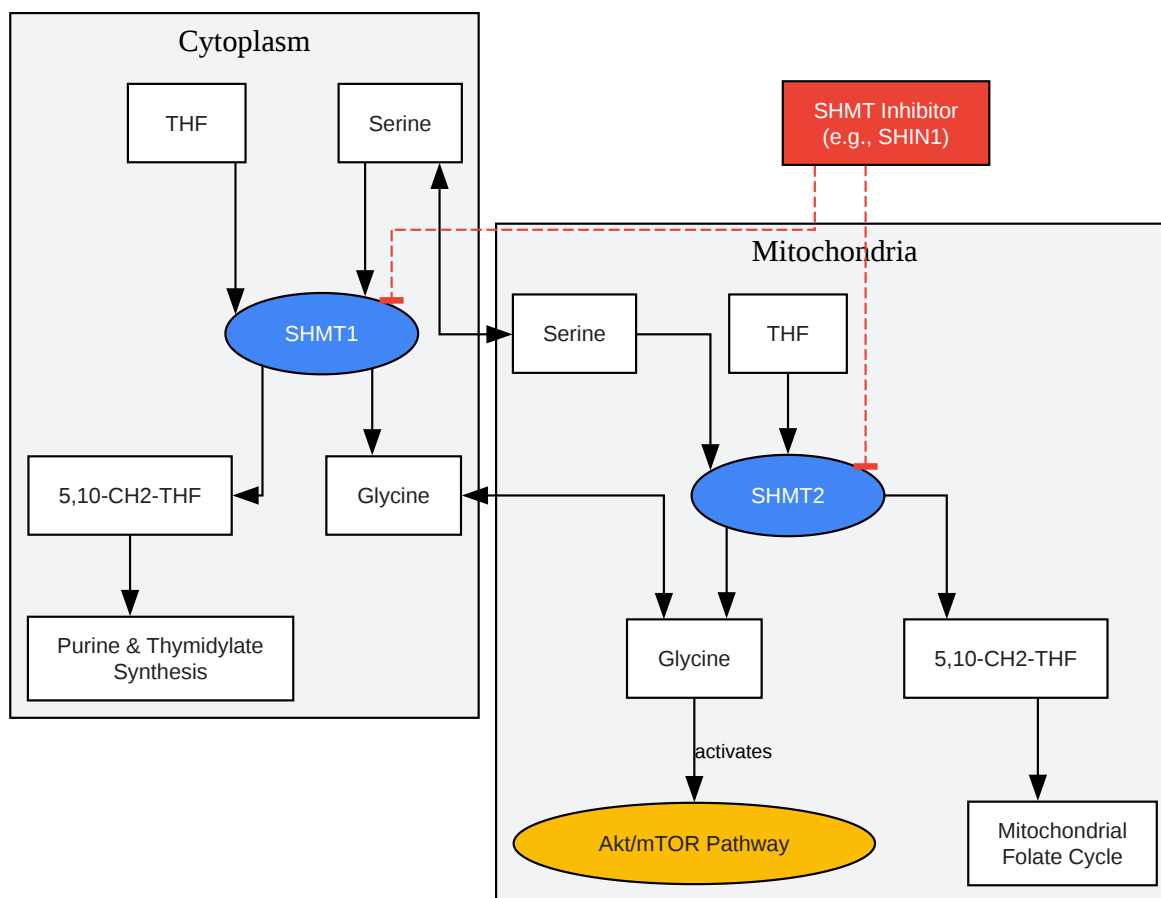 Cytoplasm
THF
Serine
SHMT Inhibitor
(e.g., SHIN1)
Mitochondria
SHMT1
Serine
THF
5,10-CH2-THF
Glycine
SHMT2
Purine & Thymidylate
Synthesis
Glycine
5,10-CH2-THF
activates
Akt/mTOR Pathway
Mitochondrial
Folate Cycle